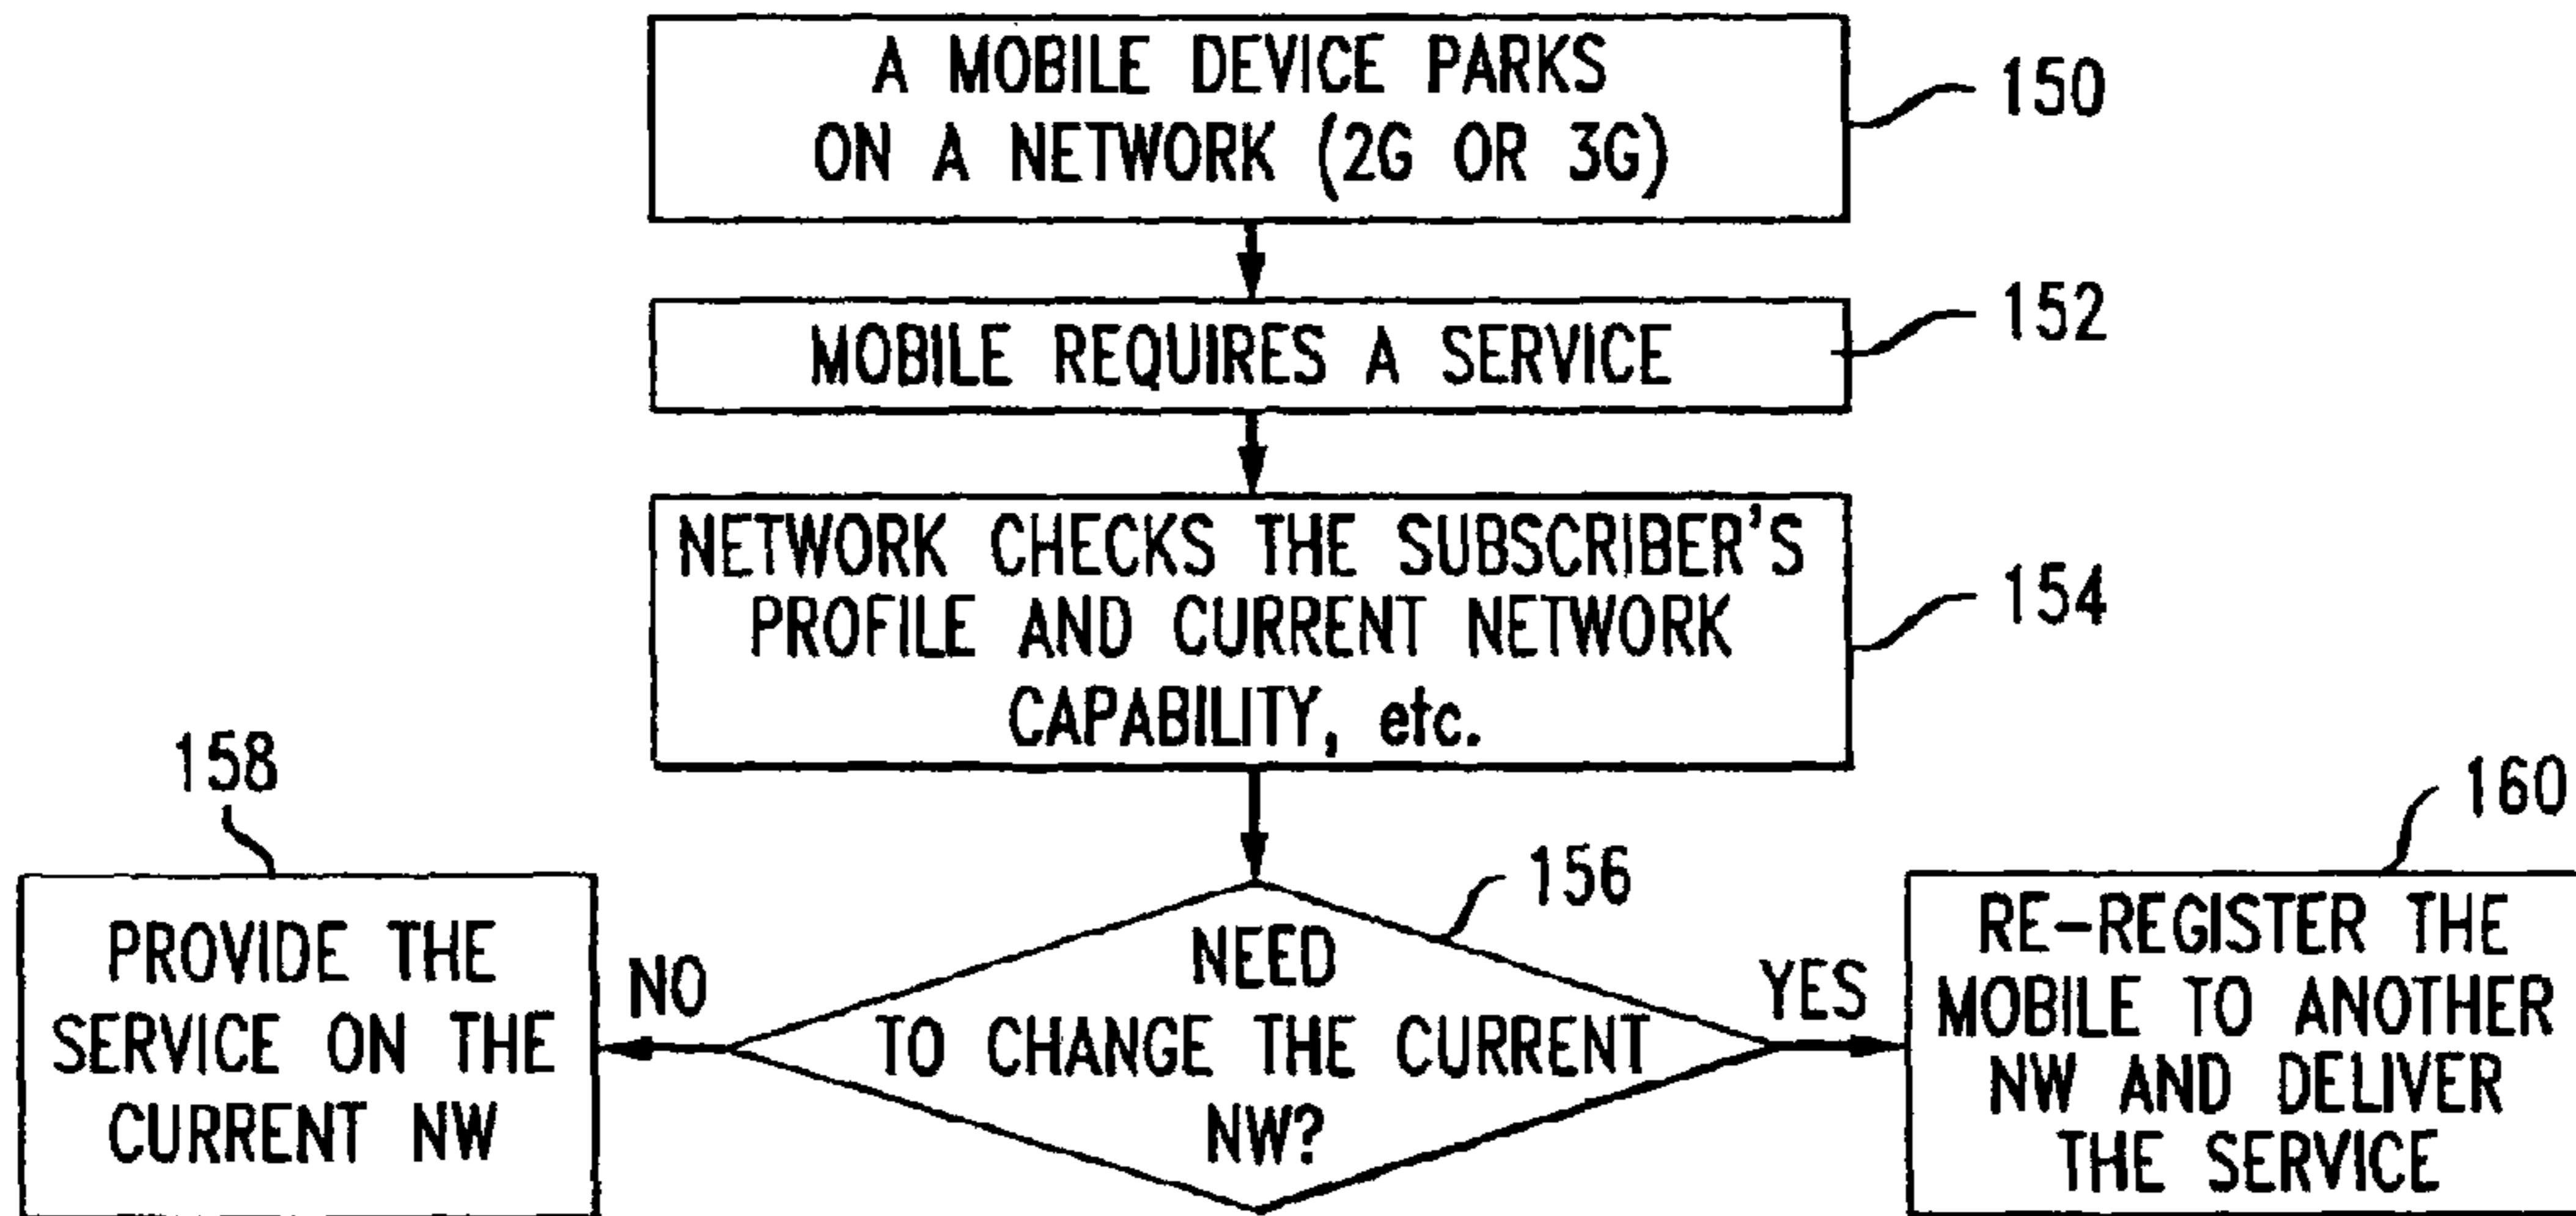 A MOBILE DEVICE PARKS
ON A NETWORK (2G OR 3G)
150
MOBILE REQUIRES A SERVICE
152
NETWORK CHECKS THE SUBSCRIBER'S
PROFILE AND CURRENT NETWORK
CAPABILITY, etc.
154
158
PROVIDE THE
SERVICE ON THE
CURRENT NW
NO
156
NEED
TO CHANGE THE CURRENT
NW?
YES
160
RE-REGISTER THE
MOBILE TO ANOTHER
NW AND DELIVER
THE SERVICE